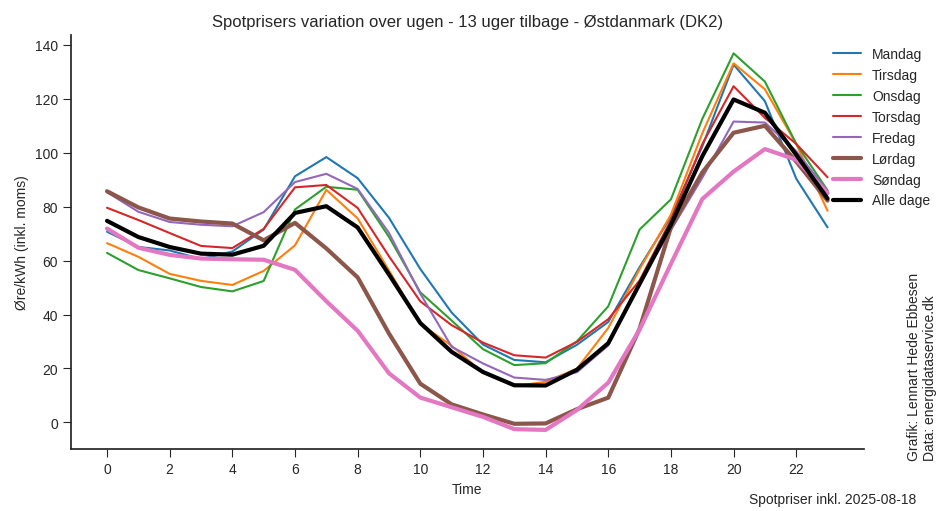 Spotprisers variation over ugen - 13 uger tilbage - Østdanmark (DK2)
Øre/kWh (inkl. moms)
140
120
100
80
60
40
20
0
0 2 4 6 8 10 12 14 16 18 20 22
Time
Mandag
Tirsdag
Onsdag
Torsdag
Fredag
Lørdag
Søndag
Alle dage
Grafik: Lennart Hede Ebbesen
Data: energidataservice.dk
Spotpriser inkl. 2025-08-18